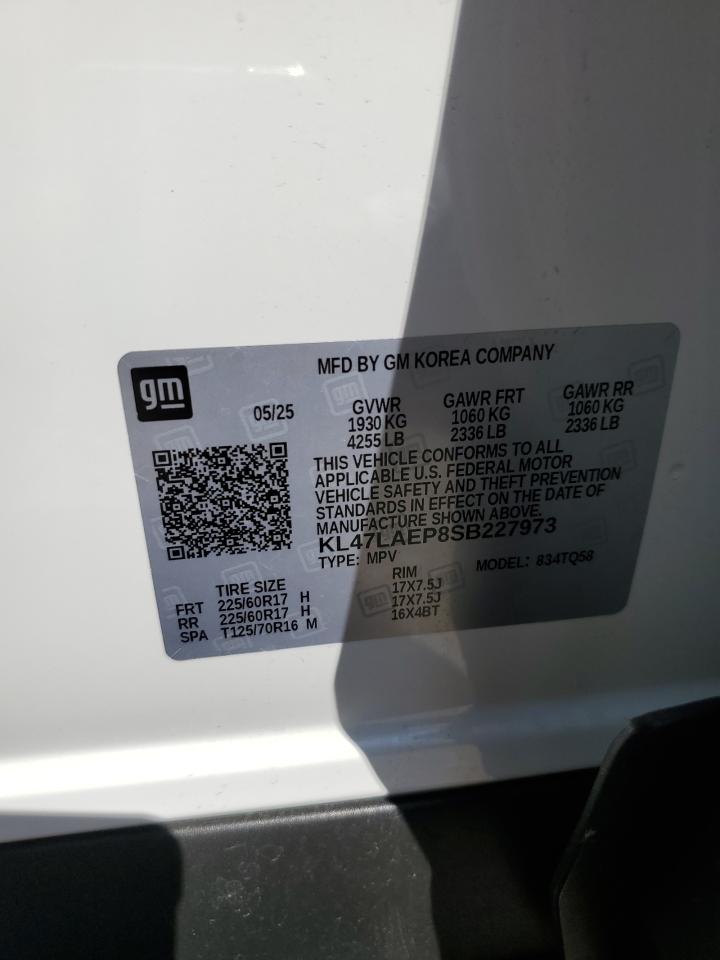 gm
MFD BY GM KOREA COMPANY
05/25
GVWR
1930 KG
4255 LB
GAWR FRT
1060 KG
2336 LB
GAWR RR
1060 KG
2336 LB
THIS VEHICLE CONFORMS TO ALL
APPLICABLE U.S. FEDERAL MOTOR
VEHICLE SAFETY AND THEFT PREVENTION
STANDARDS IN EFFECT ON THE DATE OF
MANUFACTURE SHOWN ABOVE.
KL47LAEP8SB227973
TYPE: MPV
MODEL: 834TQ58
TIRE SIZE
RIM
FRT 225/60R17 H 17X7.5J
RR 225/60R17 H 17X7.5J
SPA T125/70R16 M 16X4BT